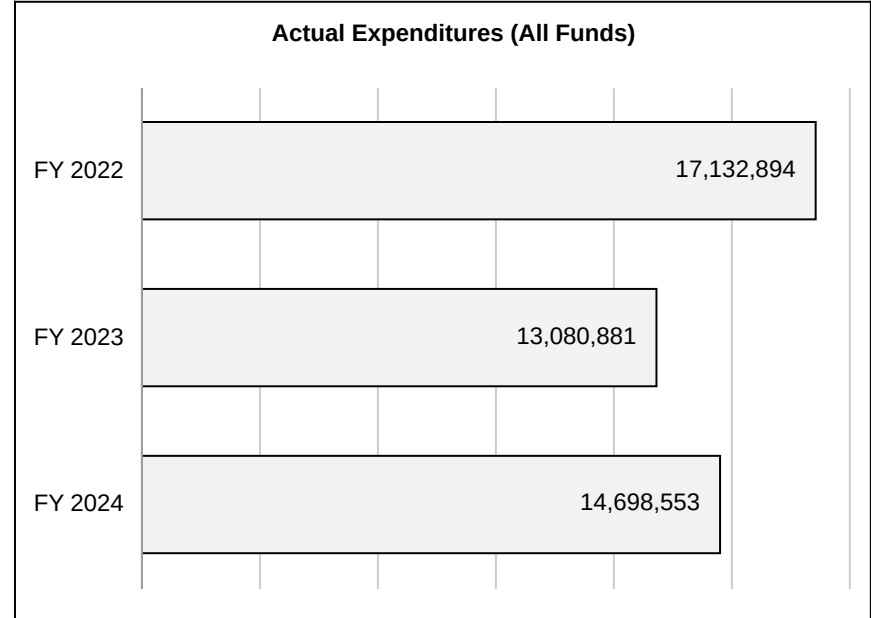 Actual Expenditures (All Funds)
FY 2022
17,132,894
FY 2023
13,080,881
FY 2024
14,698,553